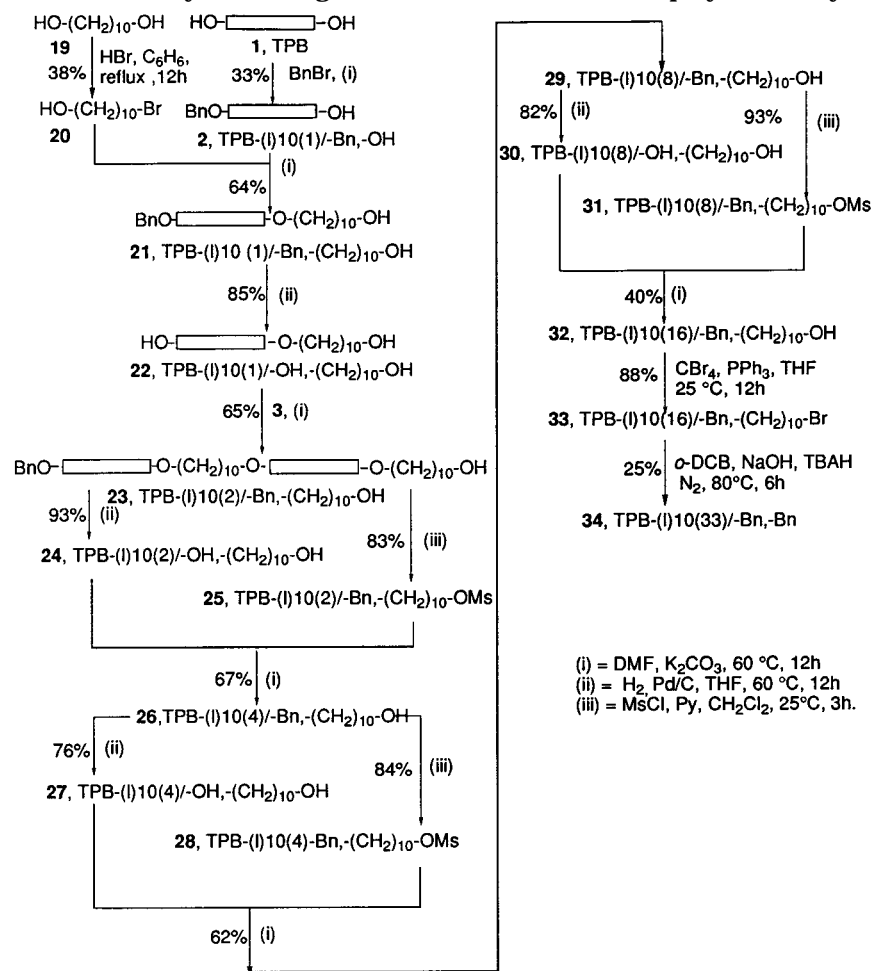 HO-(CH2)10-OH
19
HO-▭-OH
1, TPB
38%
HBr, C6H6,
reflux ,12h
33%
BnBr, (i)
HO-(CH2)10-Br
20
BnO-▭-OH
2, TPB-(l)10(1)/-Bn,-OH
(i)
64%
BnO-▭-O-(CH2)10-OH
21, TPB-(l)10 (1)/-Bn,-(CH2)10-OH
85%
(ii)
HO-▭-O-(CH2)10-OH
22, TPB-(l)10(1)/-OH,-(CH2)10-OH
65%
3, (i)
BnO-▭-O-(CH2)10-O-▭-O-(CH2)10-OH
23, TPB-(l)10(2)/-Bn,-(CH2)10-OH
93%
(ii)
83%
(iii)
24, TPB-(l)10(2)/-OH,-(CH2)10-OH
25, TPB-(l)10(2)/-Bn,-(CH2)10-OMs
67%
(i)
26,TPB-(l)10(4)/-Bn,-(CH2)10-OH
76%
(ii)
84%
(iii)
27, TPB-(l)10(4)/-OH,-(CH2)10-OH
28, TPB-(l)10(4)-Bn,-(CH2)10-OMs
62%
(i)
29, TPB-(l)10(8)/-Bn,-(CH2)10-OH
82%
(ii)
93%
(iii)
30, TPB-(l)10(8)/-OH,-(CH2)10-OH
31, TPB-(l)10(8)/-Bn,-(CH2)10-OMs
40%
(i)
32, TPB-(l)10(16)/-Bn,-(CH2)10-OH
88%
CBr4, PPh3, THF
25 °C, 12h
33, TPB-(l)10(16)/-Bn,-(CH2)10-Br
25%
o-DCB, NaOH, TBAH
N2, 80°C, 6h
34, TPB-(l)10(33)/-Bn,-Bn
(i) = DMF, K2CO3, 60 °C, 12h
(ii) = H2, Pd/C, THF, 60 °C, 12h
(iii) = MsCl, Py, CH2Cl2, 25°C, 3h.